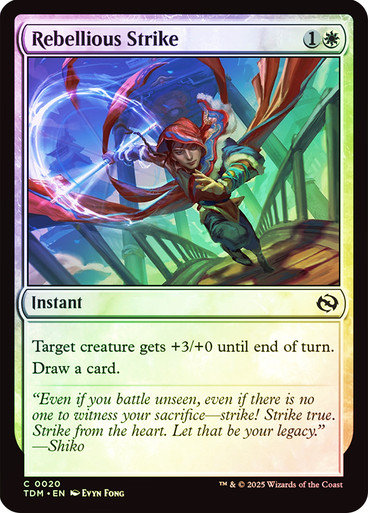 Rebellious Strike 1
Instant
Target creature gets +3/+0 until end of turn.
Draw a card.
“Even if you battle unseen, even if there is no
one to witness your sacrifice—strike! Strike true.
Strike from the heart. Let that be your legacy.”
—Shiko
C 0020
TDM • EN Evyn Fong
™ & © 2025 Wizards of the Coast